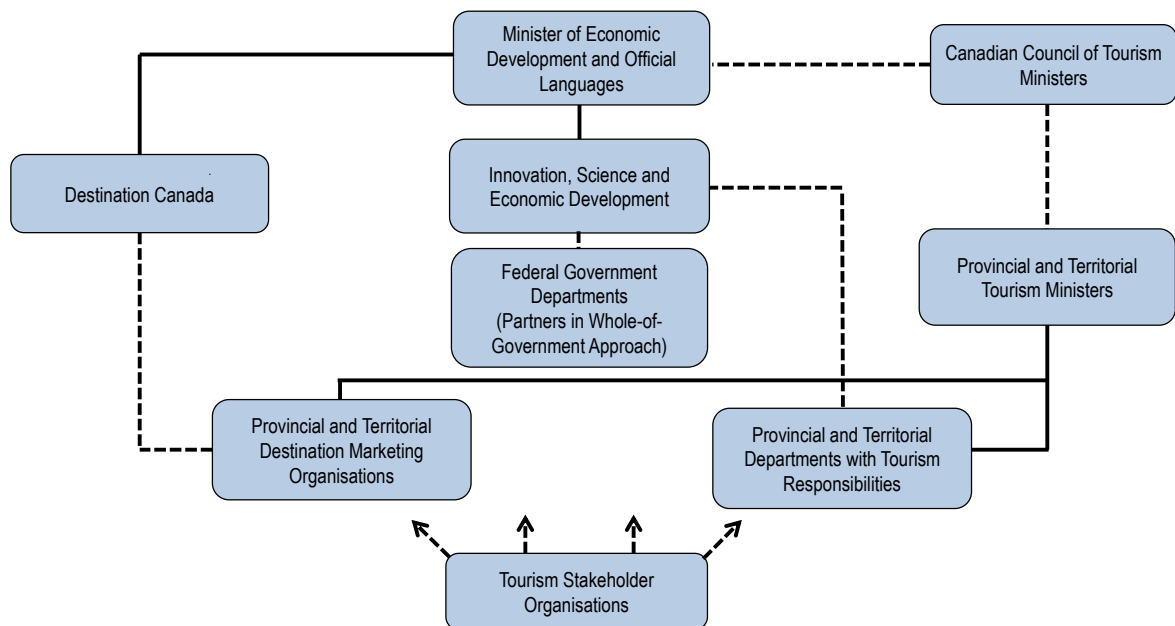 Minister of Economic
Development and Official
Languages
Canadian Council of Tourism
Ministers
Destination Canada
Innovation, Science and
Economic Development
Provincial and Territorial
Tourism Ministers
Federal Government
Departments
(Partners in Whole-of-
Government Approach)
Provincial and Territorial
Destination Marketing
Organisations
Provincial and Territorial
Departments with Tourism
Responsibilities
Tourism Stakeholder
Organisations